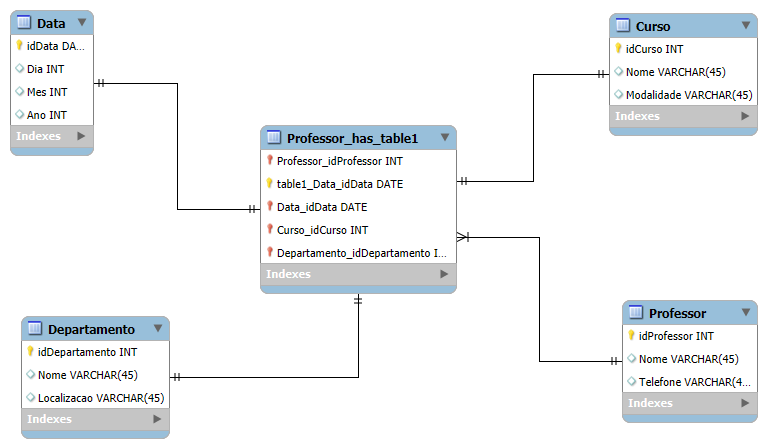 Data
idData DA...
Dia INT
Mes INT
Ano INT
Indexes
Curso
idCurso INT
Nome VARCHAR(45)
Modalidade VARCHAR(45)
Indexes
Professor_has_table1
Professor_idProfessor INT
table1_Data_idData DATE
Data_idData DATE
Curso_idCurso INT
Departamento_idDepartamento I...
Indexes
Departamento
idDepartamento INT
Nome VARCHAR(45)
Localizacao VARCHAR(45)
Indexes
Professor
idProfessor INT
Nome VARCHAR(45)
Telefone VARCHAR(4...
Indexes